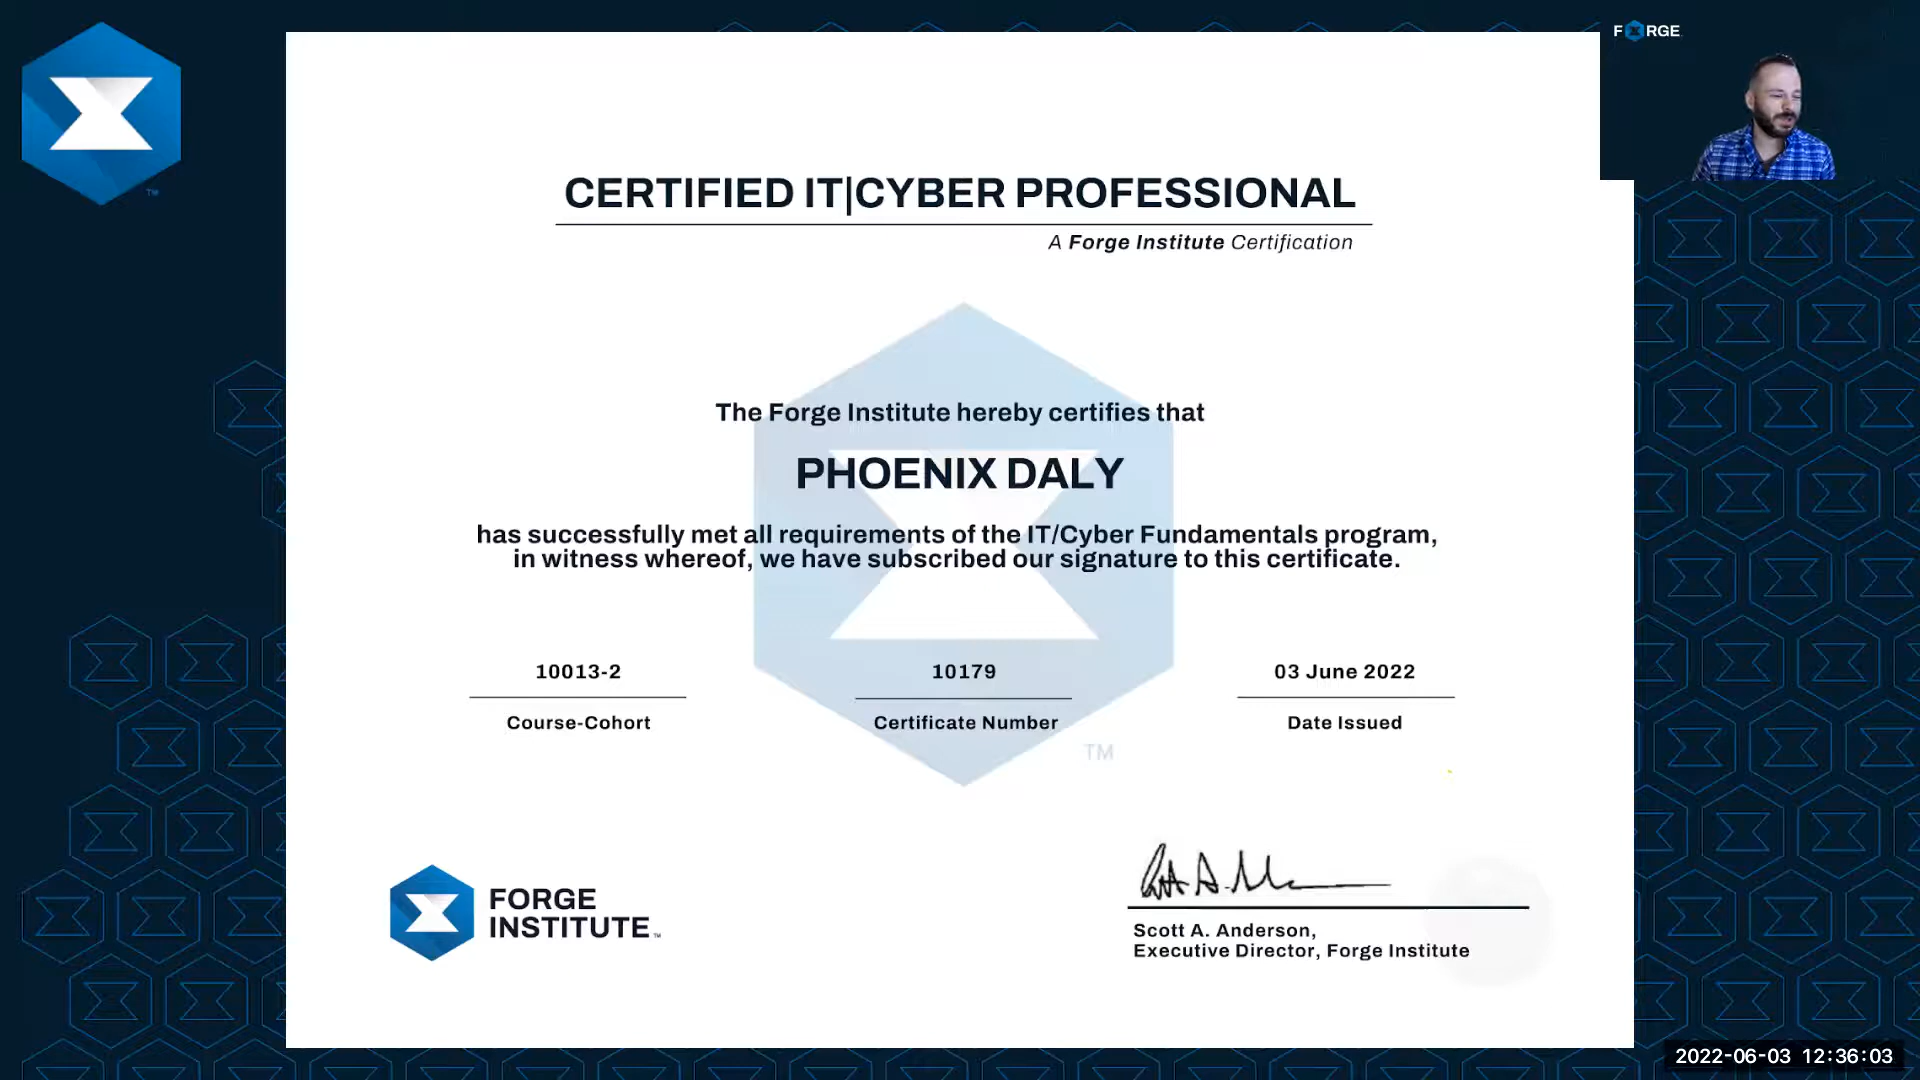 F RGE
TM
CERTIFIED IT|CYBER PROFESSIONAL
A Forge Institute Certification
The Forge Institute hereby certifies that
PHOENIX DALY
has successfully met all requirements of the IT/Cyber Fundamentals program,
in witness whereof, we have subscribed our signature to this certificate.
10013-2
Course-Cohort
10179
Certificate Number
03 June 2022
Date Issued
TM
FORGE
INSTITUTE TM
Scott A. Anderson,
Executive Director, Forge Institute
2022-06-03 12:36:03